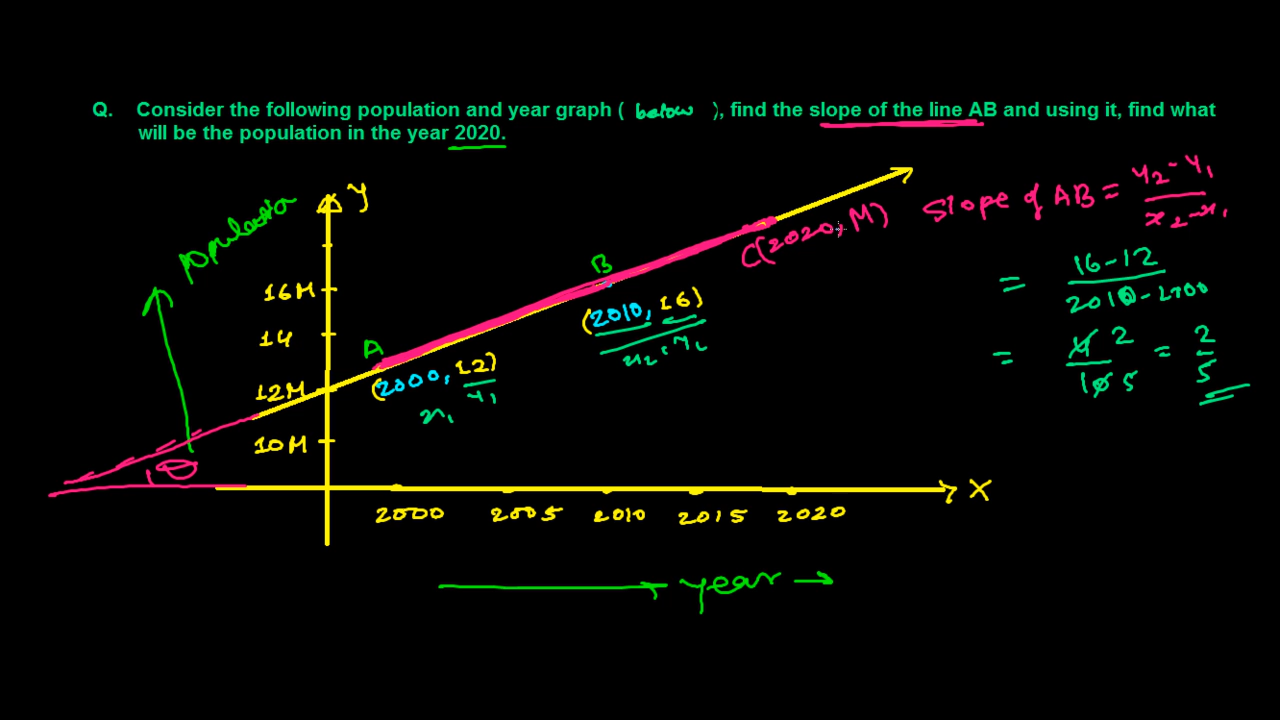 Q. Consider the following population and year graph ( below ), find the slope of the line AB and using it, find what
will be the population in the year 2020.
Population
Y
16M
14
12M
10M
θ
A
(2000, 12)
x₁ y₁
B
(2010, 16)
x₂, y₂
C(2020, M)
2000 2005 2010 2015 2020
X
year
Slope of AB = y₂-y₁ / x₂-x₁
= 16-12 / 2010-2000
= 4 2 / 10 5 = 2/5